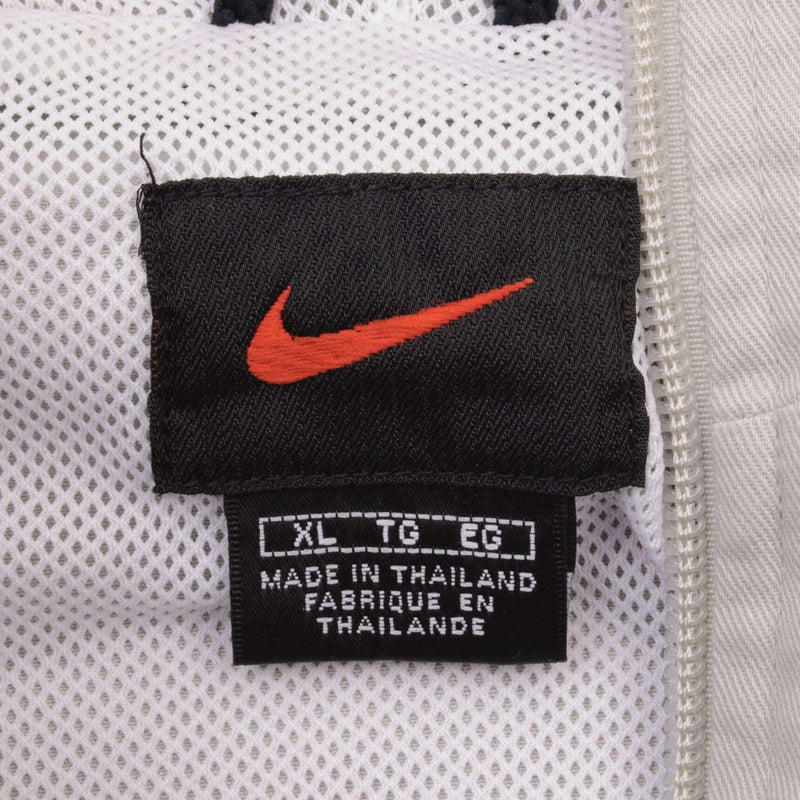 XL TG EG
MADE IN THAILAND
FABRIQUE EN
THAILANDE